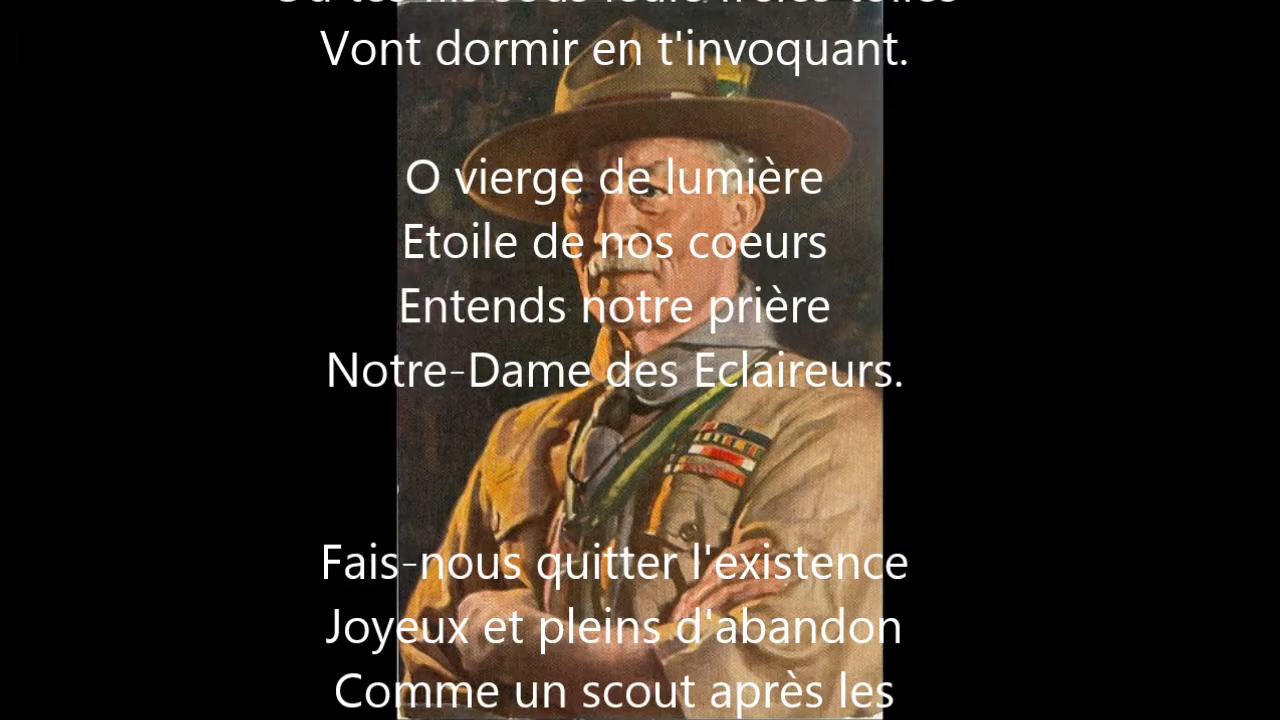 Vont dormir en t'invoquant.
O vierge de lumière
Etoile de nos coeurs
Entends notre prière
Notre-Dame des Eclaireurs.
Fais-nous quitter l'existence
Joyeux et pleins d'abandon
Comme un scout après les